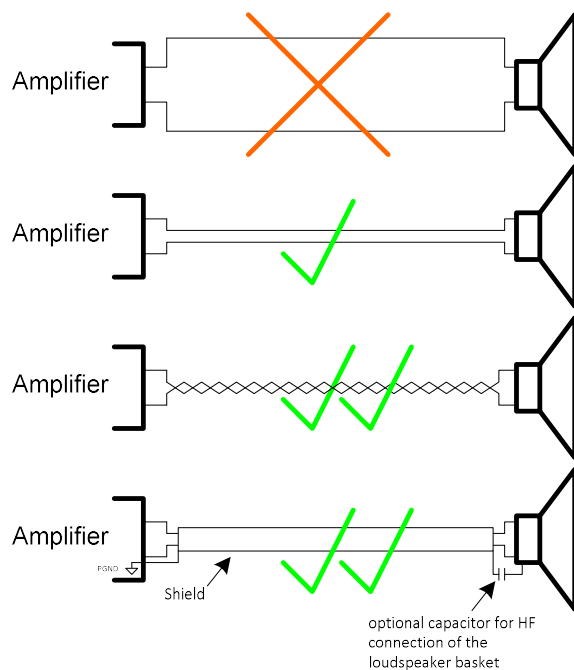 Amplifier
Amplifier
Amplifier
Amplifier
PGND
Shield
optional capacitor for HF
connection of the
loudspeaker basket